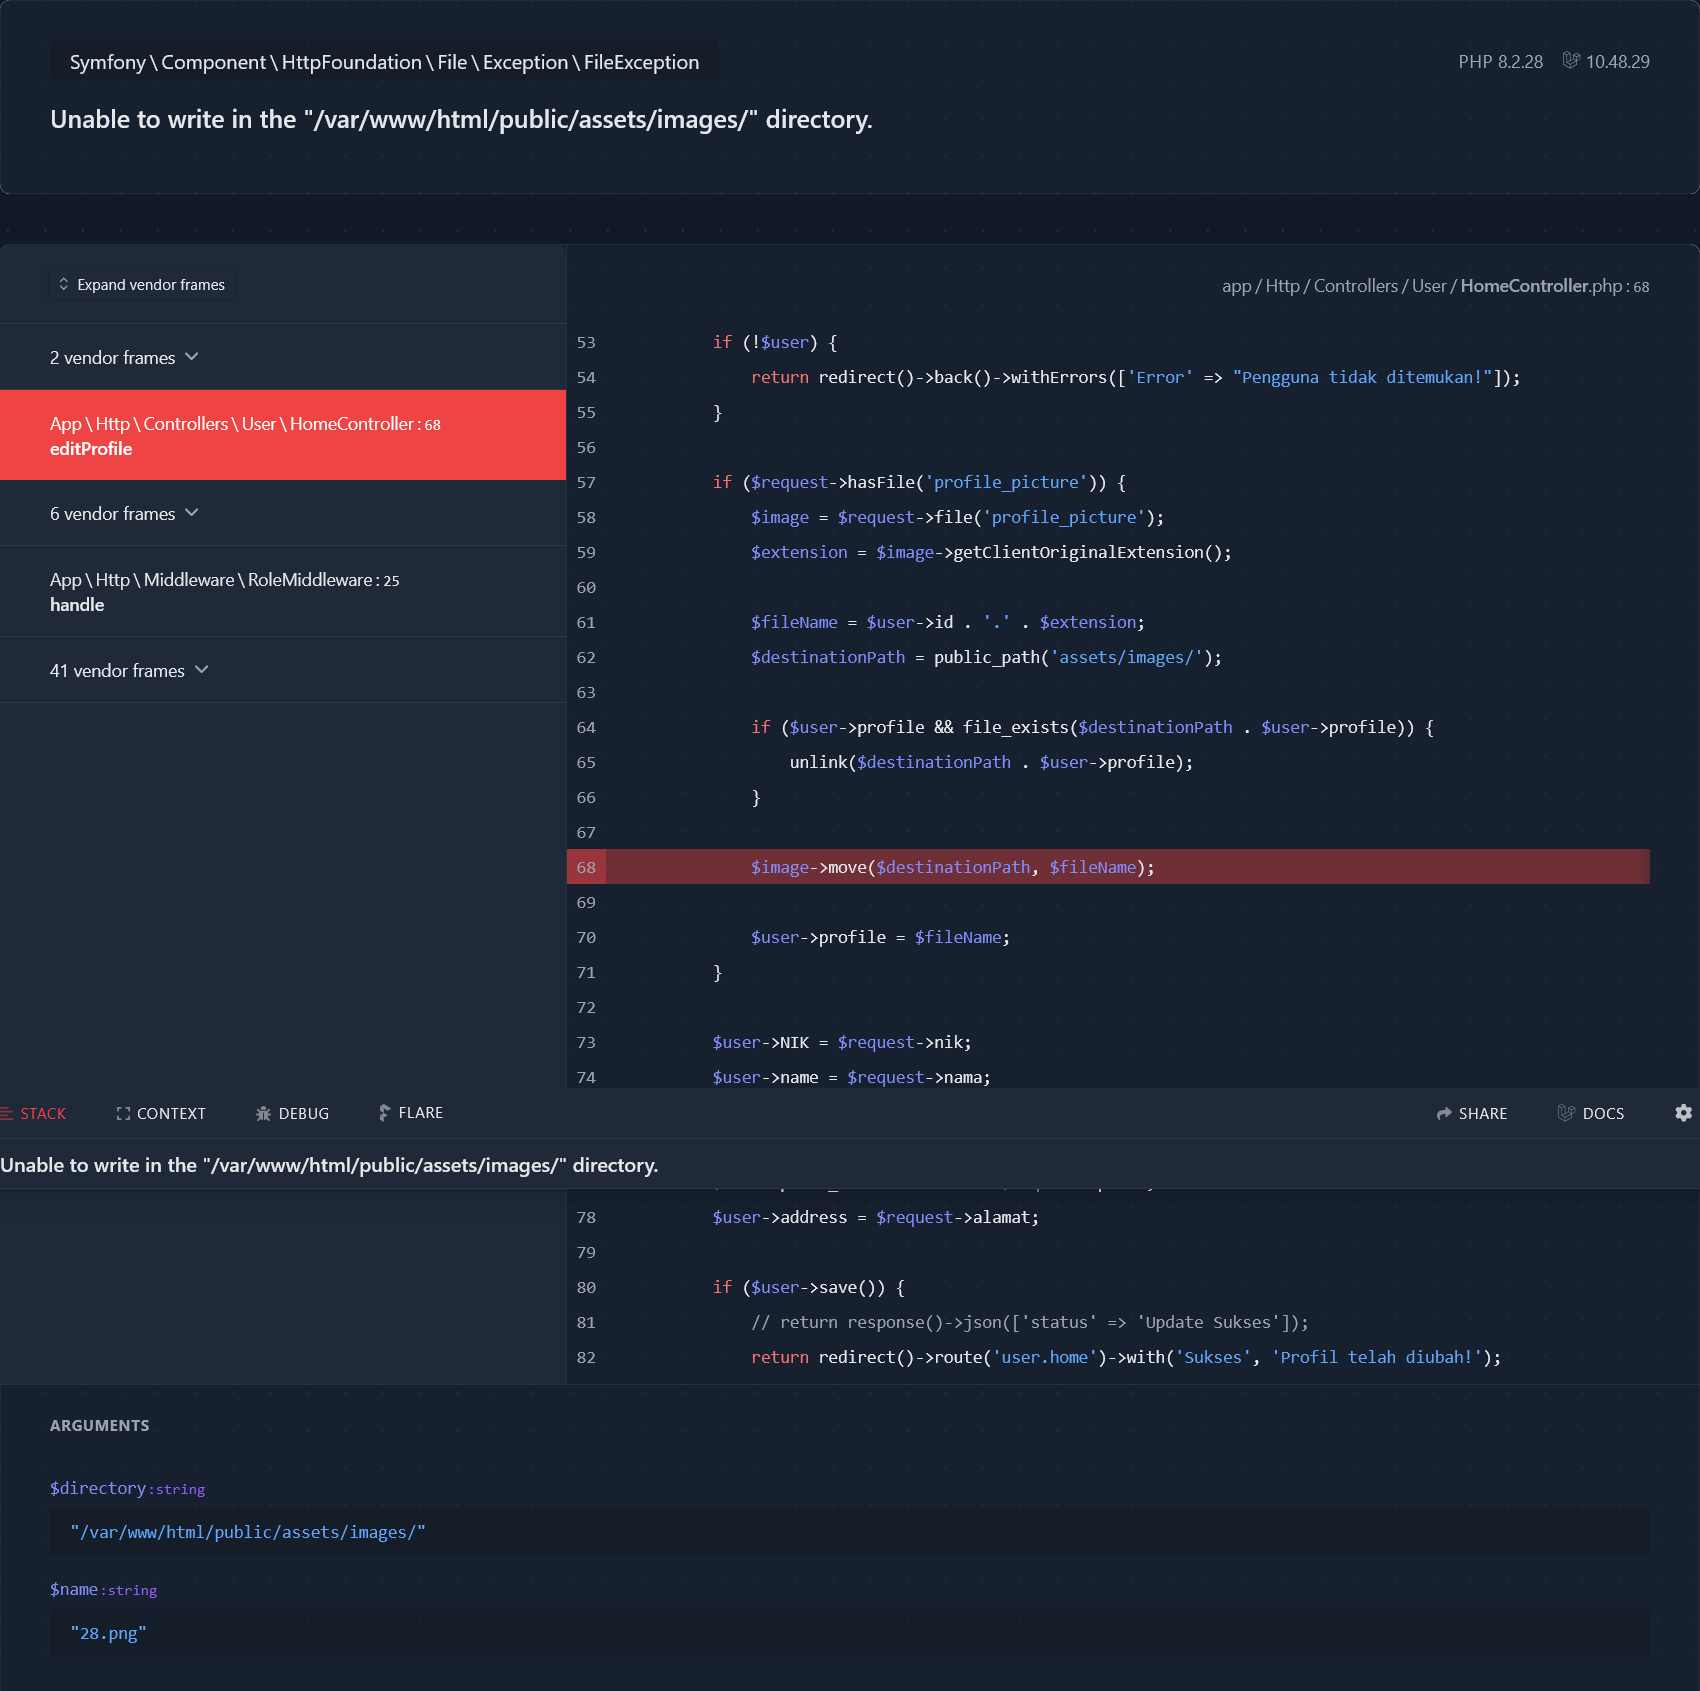 Symfony\Component\HttpFoundation\File\Exception\FileException
PHP 8.2.28 10.48.29
Unable to write in the "/var/www/html/public/assets/images/" directory.
Expand vendor frames
2 vendor frames
App\Http\Controllers\User\HomeController:68
editProfile
6 vendor frames
App\Http\Middleware\RoleMiddleware:25
handle
41 vendor frames
app/Http/Controllers/User/HomeController.php:68
53 if (!$user) {
54 return redirect()->back()->withErrors(['Error' => "Pengguna tidak ditemukan!"]);
55 }
56
57 if ($request->hasFile('profile_picture')) {
58 $image = $request->file('profile_picture');
59 $extension = $image->getClientOriginalExtension();
60
61 $fileName = $user->id . '.' . $extension;
62 $destinationPath = public_path('assets/images/');
63
64 if ($user->profile && file_exists($destinationPath . $user->profile)) {
65 unlink($destinationPath . $user->profile);
66 }
67
68 $image->move($destinationPath, $fileName);
69
70 $user->profile = $fileName;
71 }
72
73 $user->NIK = $request->nik;
74 $user->name = $request->nama;
STACK CONTEXT DEBUG FLARE SHARE DOCS
Unable to write in the "/var/www/html/public/assets/images/" directory.
78 $user->address = $request->alamat;
79
80 if ($user->save()) {
81 // return response()->json(['status' => 'Update Sukses']);
82 return redirect()->route('user.home')->with('Sukses', 'Profil telah diubah!');
ARGUMENTS
$directory:string
"/var/www/html/public/assets/images/"
$name:string
"28.png"